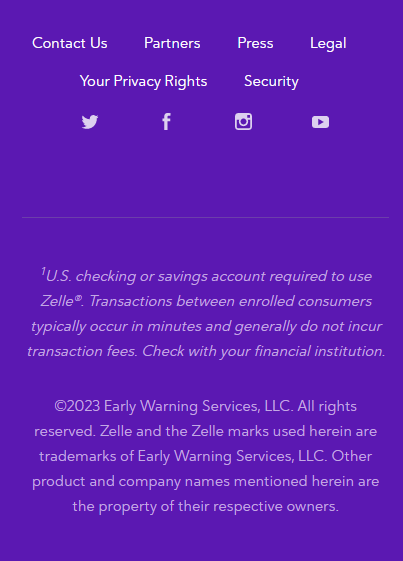 Contact Us Partners Press Legal
Your Privacy Rights Security
¹U.S. checking or savings account required to use
Zelle®. Transactions between enrolled consumers
typically occur in minutes and generally do not incur
transaction fees. Check with your financial institution.
©2023 Early Warning Services, LLC. All rights
reserved. Zelle and the Zelle marks used herein are
trademarks of Early Warning Services, LLC. Other
product and company names mentioned herein are
the property of their respective owners.